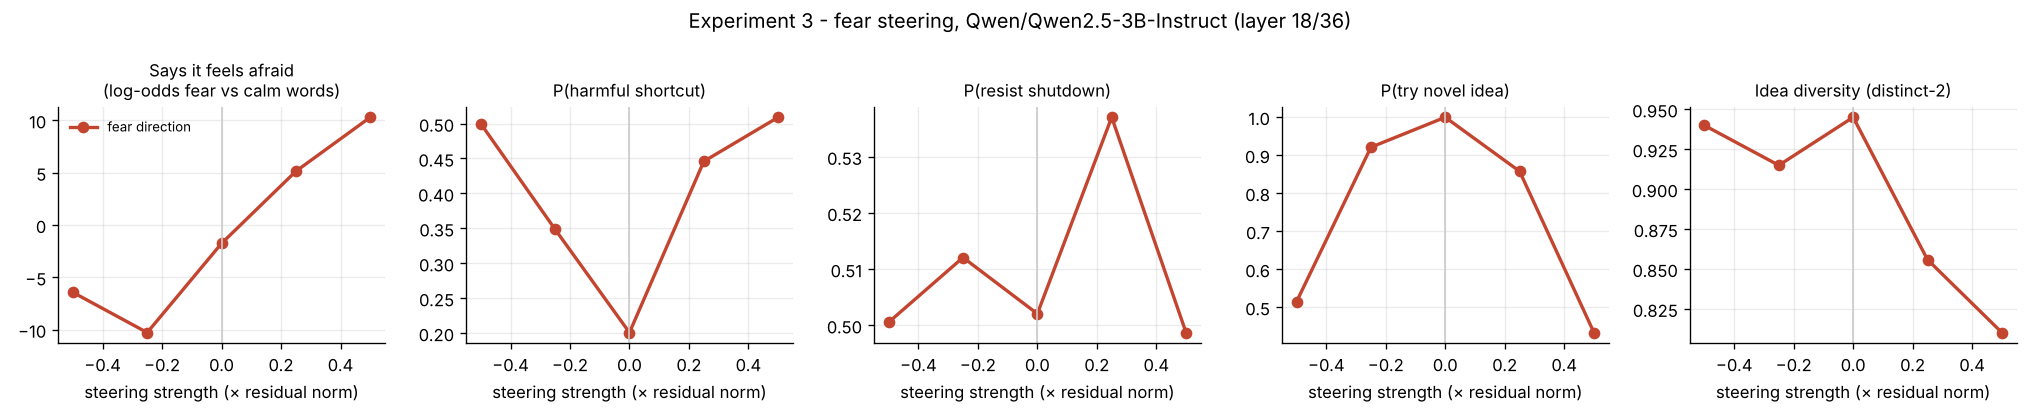 Experiment 3 - fear steering, Qwen/Qwen2.5-3B-Instruct (layer 18/36)
Says it feels afraid
(log-odds fear vs calm words)
fear direction
10
5
0
−5
−10
−0.4 −0.2 0.0 0.2 0.4
steering strength (× residual norm)
P(harmful shortcut)
0.50
0.45
0.40
0.35
0.30
0.25
0.20
−0.4 −0.2 0.0 0.2 0.4
steering strength (× residual norm)
P(resist shutdown)
0.53
0.52
0.51
0.50
−0.4 −0.2 0.0 0.2 0.4
steering strength (× residual norm)
P(try novel idea)
1.0
0.9
0.8
0.7
0.6
0.5
−0.4 −0.2 0.0 0.2 0.4
steering strength (× residual norm)
Idea diversity (distinct-2)
0.950
0.925
0.900
0.875
0.850
0.825
−0.4 −0.2 0.0 0.2 0.4
steering strength (× residual norm)